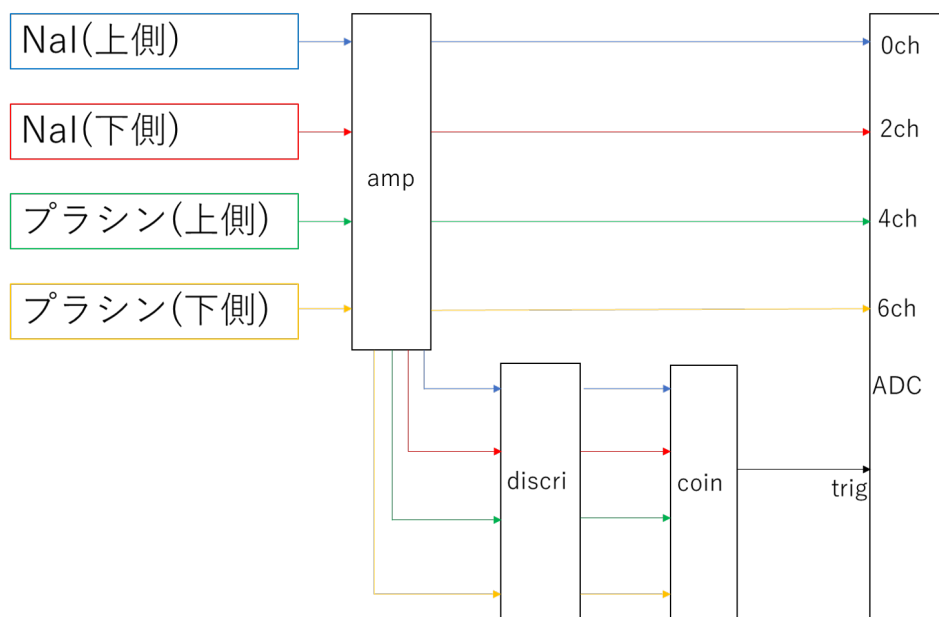 NaI(上側)
NaI(下側)
プラシン(上側)
プラシン(下側)
amp
0ch
2ch
4ch
6ch
ADC
discri
coin
trig